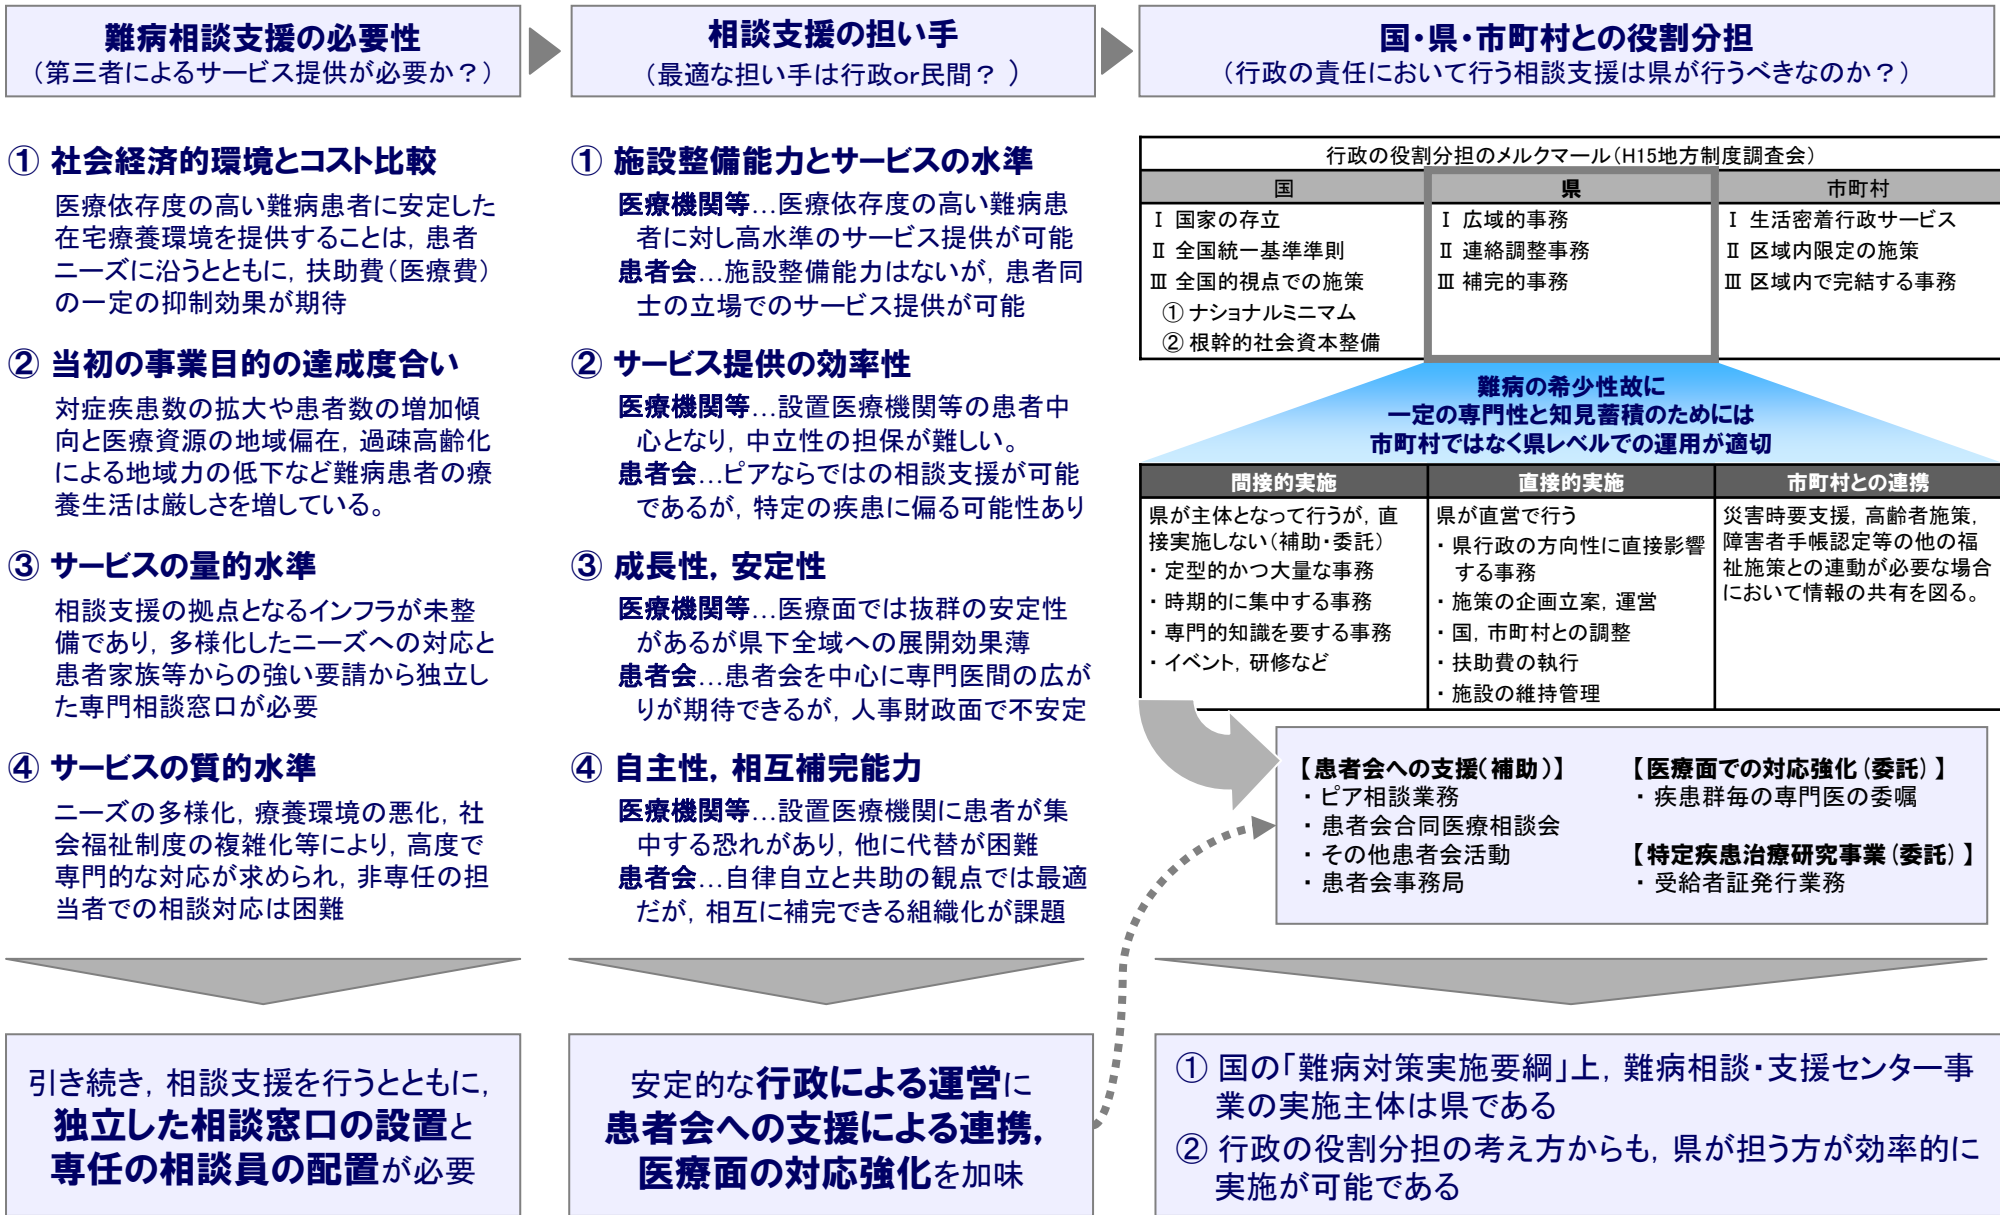 難病相談支援の必要性
（第三者によるサービス提供が必要か？）
相談支援の担い手
（最適な担い手は行政or民間？ ）
国・県・市町村との役割分担
（行政の責任において行う相談支援は県が行うべきなのか？）
① 社会経済的環境とコスト比較
医療依存度の高い難病患者に安定した
在宅療養環境を提供することは，患者
ニーズに沿うとともに，扶助費（医療費）
の一定の抑制効果が期待
② 当初の事業目的の達成度合い
対症疾患数の拡大や患者数の増加傾
向と医療資源の地域偏在，過疎高齢化
による地域力の低下など難病患者の療
養生活は厳しさを増している。
③ サービスの量的水準
相談支援の拠点となるインフラが未整
備であり，多様化したニーズへの対応と
患者家族等からの強い要請から独立し
た専門相談窓口が必要
④ サービスの質的水準
ニーズの多様化，療養環境の悪化，社
会福祉制度の複雑化等により，高度で
専門的な対応が求められ，非専任の担
当者での相談対応は困難
引き続き，相談支援を行うとともに，
独立した相談窓口の設置と
専任の相談員の配置が必要
① 施設整備能力とサービスの水準
医療機関等…医療依存度の高い難病患
者に対し高水準のサービス提供が可能
患者会…施設整備能力はないが，患者同
士の立場でのサービス提供が可能
② サービス提供の効率性
医療機関等…設置医療機関等の患者中
心となり，中立性の担保が難しい。
患者会…ピアならではの相談支援が可能
であるが，特定の疾患に偏る可能性あり
③ 成長性，安定性
医療機関等…医療面では抜群の安定性
があるが県下全域への展開効果薄
患者会…患者会を中心に専門医間の広が
りが期待できるが，人事財政面で不安定
④ 自主性，相互補完能力
医療機関等…設置医療機関に患者が集
中する恐れがあり，他に代替が困難
患者会…自律自立と共助の観点では最適
だが，相互に補完できる組織化が課題
安定的な行政による運営に
患者会への支援による連携，
医療面の対応強化を加味
行政の役割分担のメルクマール（H15地方制度調査会）
国
県
市町村
Ⅰ 国家の存立
Ⅱ 全国統一基準準則
Ⅲ 全国的視点での施策
① ナショナルミニマム
② 根幹的社会資本整備
Ⅰ 広域的事務
Ⅱ 連絡調整事務
Ⅲ 補完的事務
Ⅰ 生活密着行政サービス
Ⅱ 区域内限定の施策
Ⅲ 区域内で完結する事務
難病の希少性故に
一定の専門性と知見蓄積のためには
市町村ではなく県レベルでの運用が適切
間接的実施
直接的実施
市町村との連携
県が主体となって行うが，直
接実施しない（補助・委託）
・ 定型的かつ大量な事務
・ 時期的に集中する事務
・ 専門的知識を要する事務
・ イベント，研修など
県が直営で行う
・ 県行政の方向性に直接影響
する事務
・ 施策の企画立案，運営
・ 国，市町村との調整
・ 扶助費の執行
・ 施設の維持管理
災害時要支援，高齢者施策，
障害者手帳認定等の他の福
祉施策との連動が必要な場合
において情報の共有を図る。
【患者会への支援（補助）】
・ ピア相談業務
・ 患者会合同医療相談会
・ その他患者会活動
・ 患者会事務局
【医療面での対応強化（委託）】
・ 疾患群毎の専門医の委嘱
【特定疾患治療研究事業（委託）】
・ 受給者証発行業務
① 国の「難病対策実施要綱」上，難病相談・支援センター事
業の実施主体は県である
② 行政の役割分担の考え方からも，県が担う方が効率的に
実施が可能である